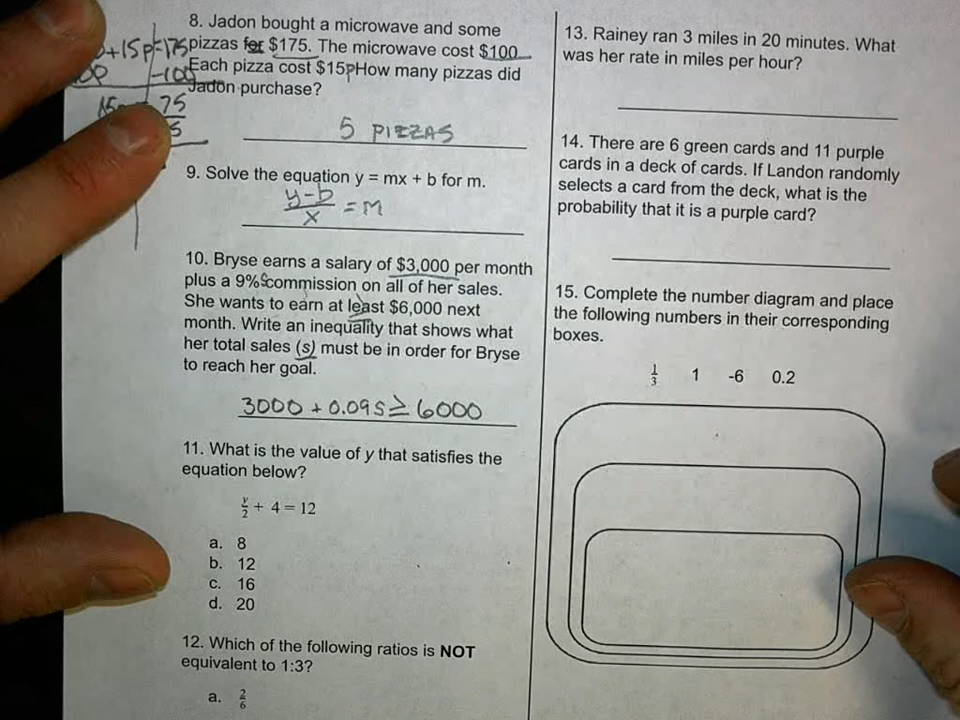 8. Jadon bought a microwave and some
pizzas for $175. The microwave cost $100
Each pizza cost $15p How many pizzas did
Jadon purchase?
+15p=175
-100
75
5 PIZZAS
9. Solve the equation y = mx + b for m.
y-b
x
= M
10. Bryse earns a salary of $3,000 per month
plus a 9% commission on all of her sales.
She wants to earn at least $6,000 next
month. Write an inequality that shows what
her total sales (s) must be in order for Bryse
to reach her goal.
3000 + 0.09s ≥ 6000
11. What is the value of y that satisfies the
equation below?
y/2 + 4 = 12
a. 8
b. 12
c. 16
d. 20
12. Which of the following ratios is NOT
equivalent to 1:3?
a. 2/6
13. Rainey ran 3 miles in 20 minutes. What
was her rate in miles per hour?
14. There are 6 green cards and 11 purple
cards in a deck of cards. If Landon randomly
selects a card from the deck, what is the
probability that it is a purple card?
15. Complete the number diagram and place
the following numbers in their corresponding
boxes.
1/3 1 -6 0.2